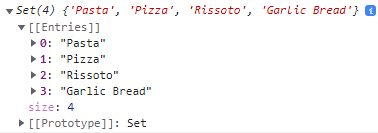 ▼ Set(4) {'Pasta', 'Pizza', 'Rissoto', 'Garlic Bread'} i
▼ [[Entries]]
▶ 0: "Pasta"
▶ 1: "Pizza"
▶ 2: "Rissoto"
▶ 3: "Garlic Bread"
size: 4
▶ [[Prototype]]: Set